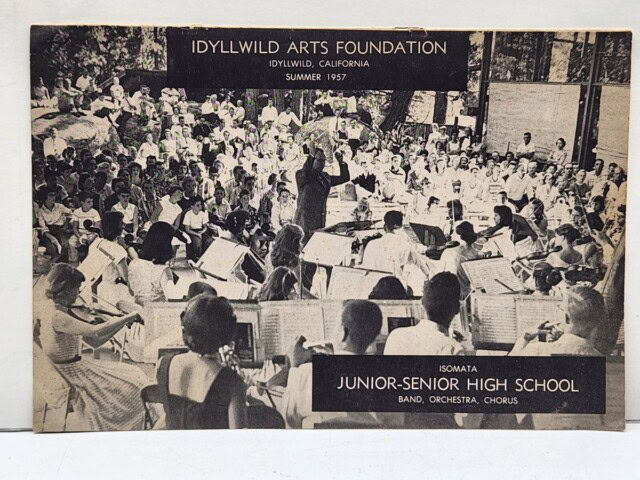 IDYLLWILD ARTS FOUNDATION
IDYLLWILD, CALIFORNIA
SUMMER 1957
ISOMATA
JUNIOR-SENIOR HIGH SCHOOL
BAND, ORCHESTRA, CHORUS